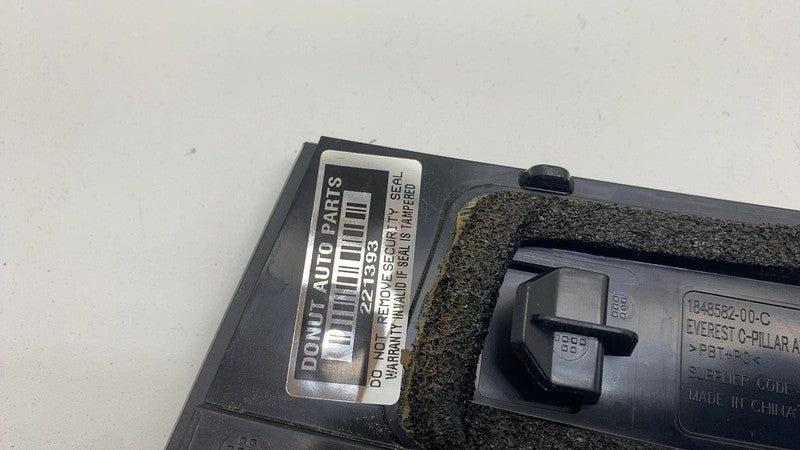 DONUT AUTO PARTS
221393
DO NOT REMOVE SECURITY SEAL
WARRANTY INVALID IF SEAL IS TAMPERED
1848582-00-C
EVEREST C-PILLAR A
>PBT+PC<
SUPPLIER CODE
MADE IN CHINA